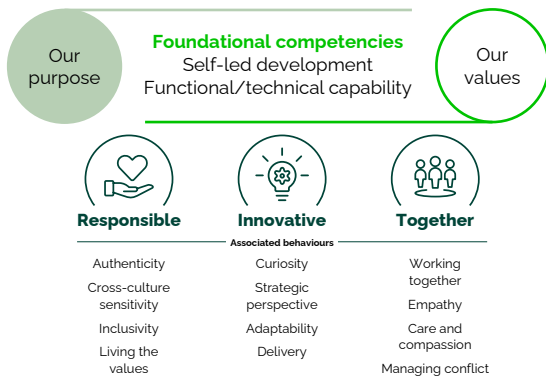 Our
purpose
Foundational competencies
Self-led development
Functional/technical capability
Our
values
Responsible
Innovative
Together
Associated behaviours
Authenticity
Cross-culture
sensitivity
Inclusivity
Living the
values
Curiosity
Strategic
perspective
Adaptability
Delivery
Working
together
Empathy
Care and
compassion
Managing conflict